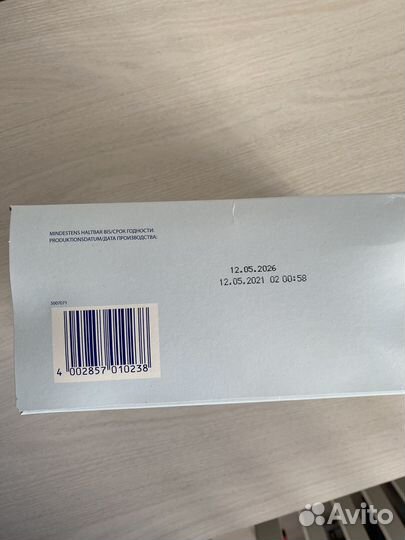 MINDESTENS HALTBAR BIS/СРОК ГОДНОСТИ:
PRODUKTIONSDATUM/ДАТА ПРОИЗВОДСТВА:
12.05.2026
12.05.2021 02 00:58
5007071
4 002857 010238
Avito